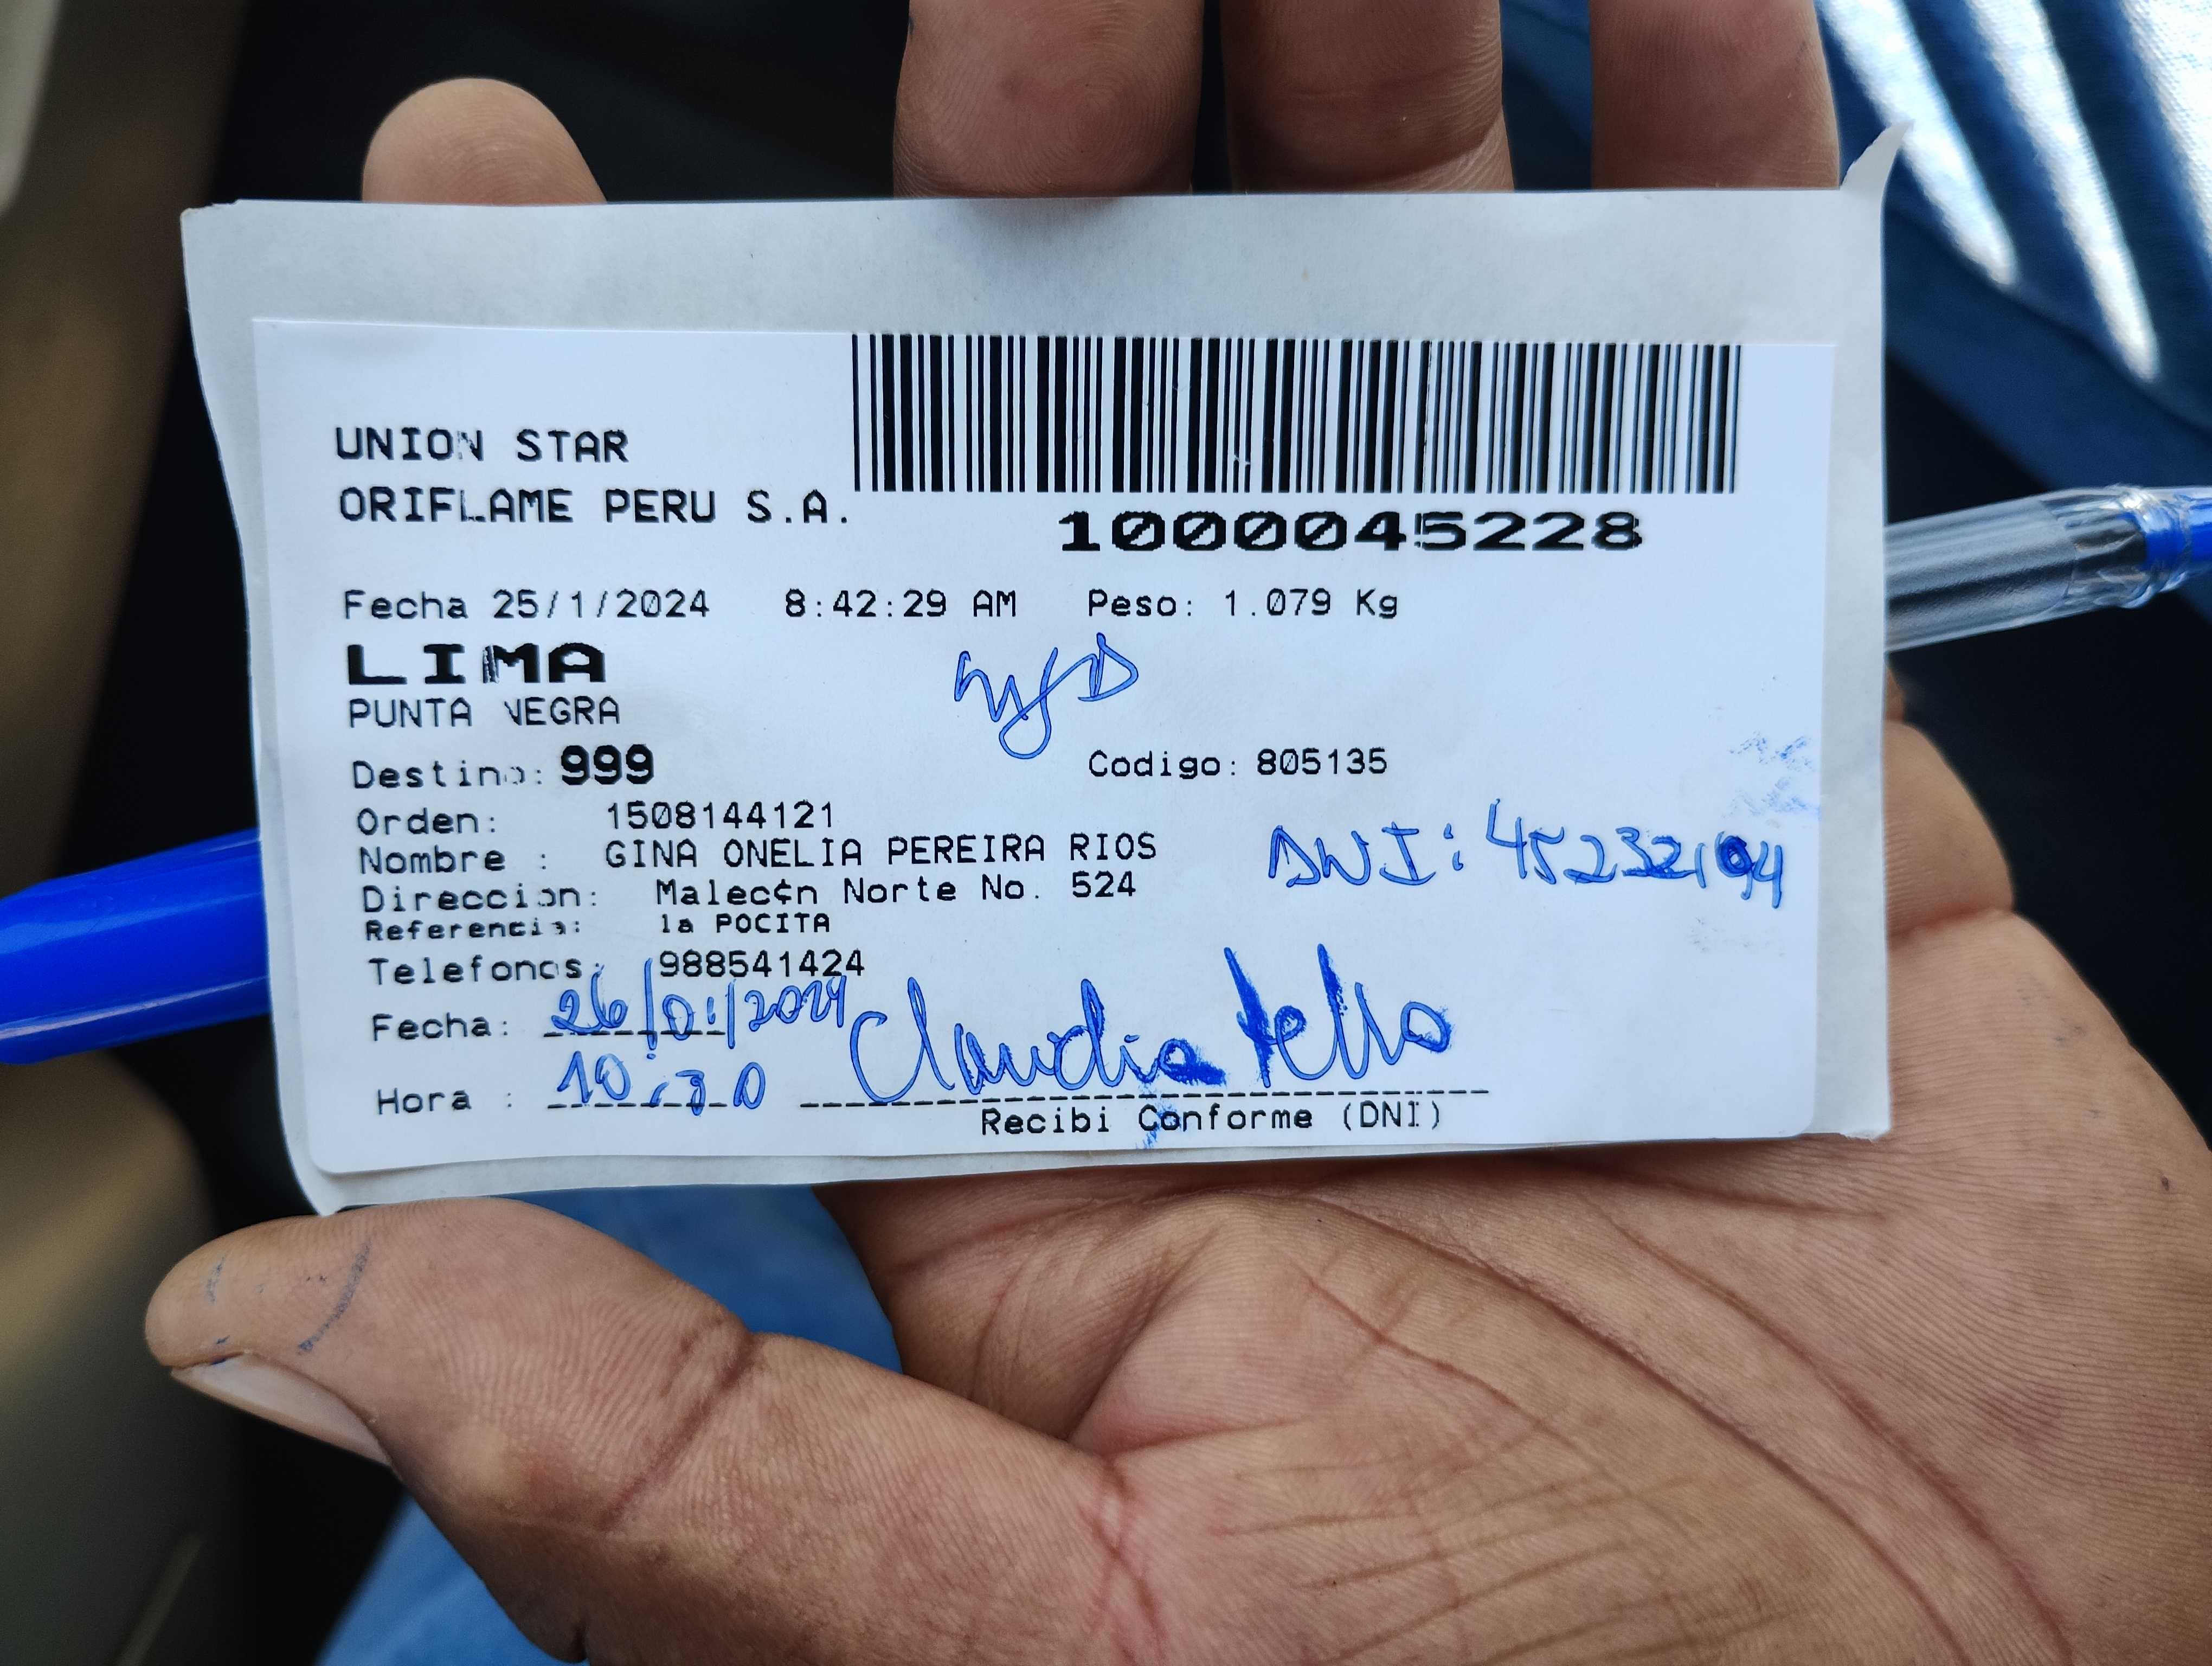 UNION STAR
ORIFLAME PERU S.A.
1000045228
Fecha 25/1/2024 8:42:29 AM Peso: 1.079 Kg
LIMA
PUNTA NEGRA
Destino: 999 Codigo: 805135
Orden: 1508144121
Nombre : GINA ONELIA PEREIRA RIOS
DNI: 45232194
Direccion: Malec¢n Norte No. 524
Referencia: la POCITA
Telefonos: 988541424
Fecha: 26/01/2024 Claudia Tello
Hora : 10:30
Recibi Conforme (DNI)